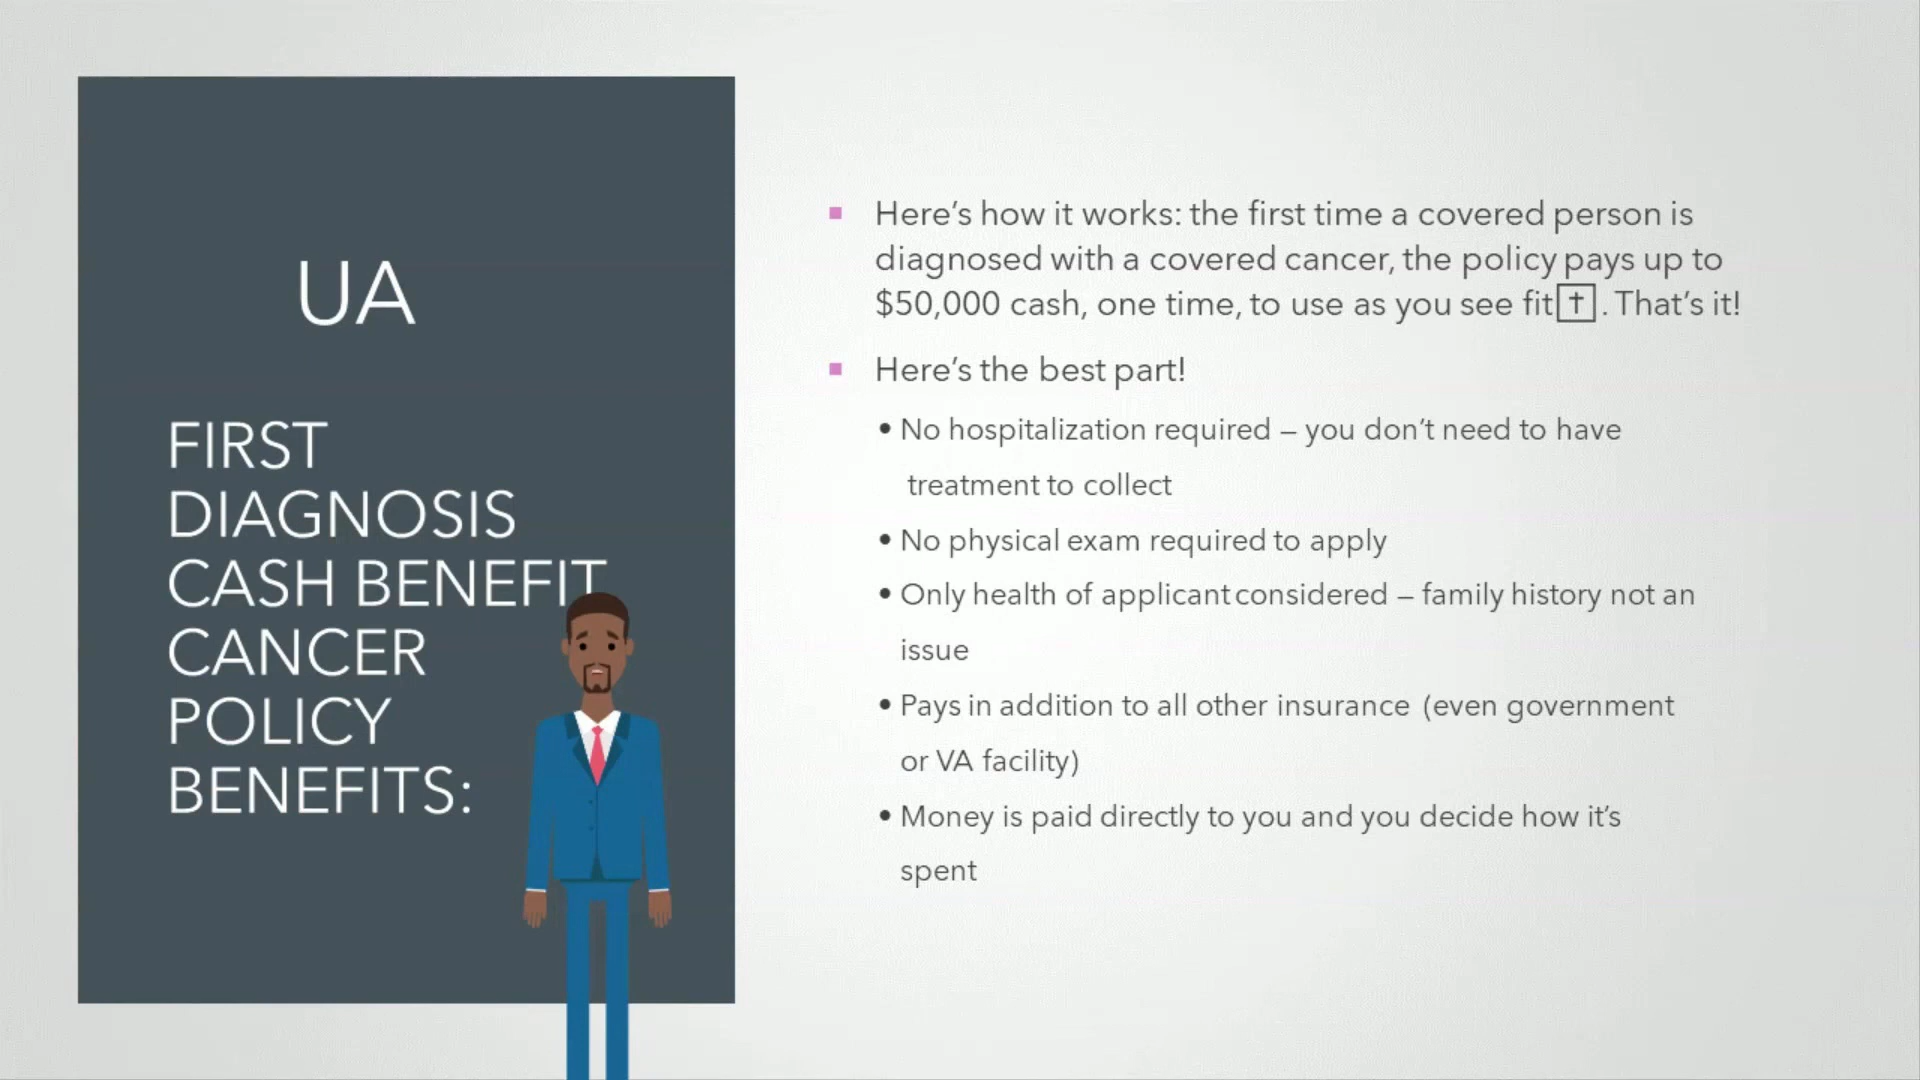 UA
FIRST
DIAGNOSIS
CASH BENEFIT
CANCER
POLICY
BENEFITS:
Here’s how it works: the first time a covered person is
diagnosed with a covered cancer, the policy pays up to
$50,000 cash, one time, to use as you see fit✝. That’s it!
Here’s the best part!
• No hospitalization required – you don’t need to have
treatment to collect
• No physical exam required to apply
• Only health of applicant considered – family history not an
issue
• Pays in addition to all other insurance (even government
or VA facility)
• Money is paid directly to you and you decide how it’s
spent